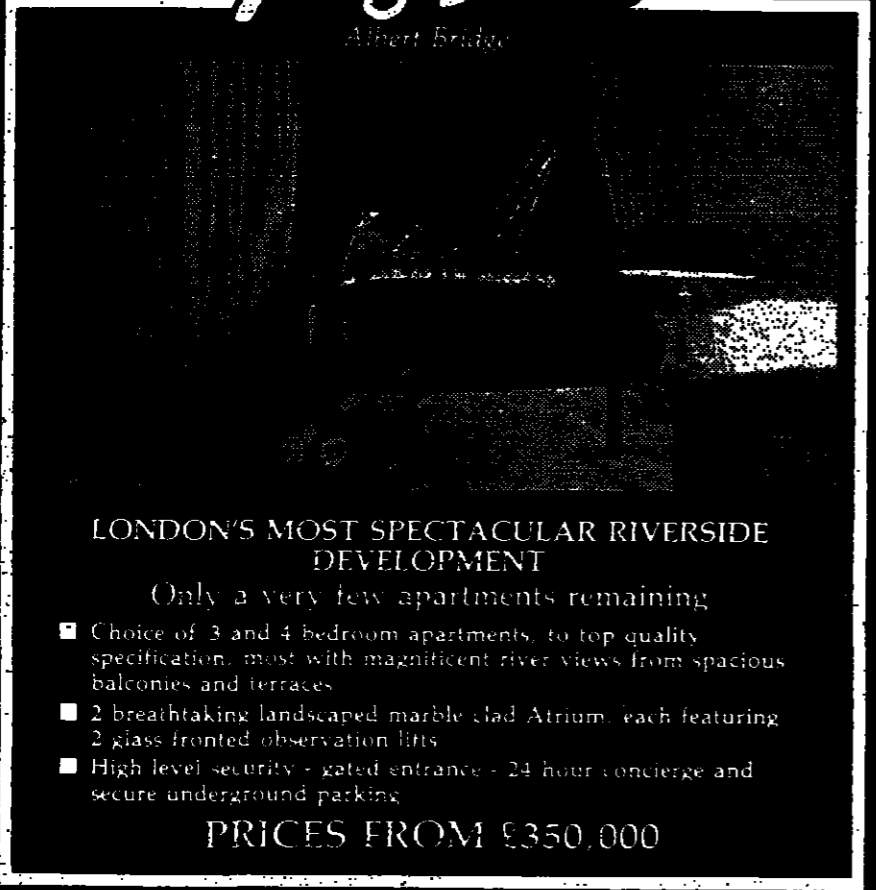 Albert Bridge
LONDON'S MOST SPECTACULAR RIVERSIDE
DEVELOPMENT
Only a very few apartments remaining
Choice of 3 and 4 bedroom apartments, to top quality
specification, most with magnificent river views from spacious
balconies and terraces
2 breathtaking landscaped marble clad Atrium, each featuring
2 glass fronted observation lifts
High level security - gated entrance - 24 hour concierge and
secure underground parking
PRICES FROM £350,000